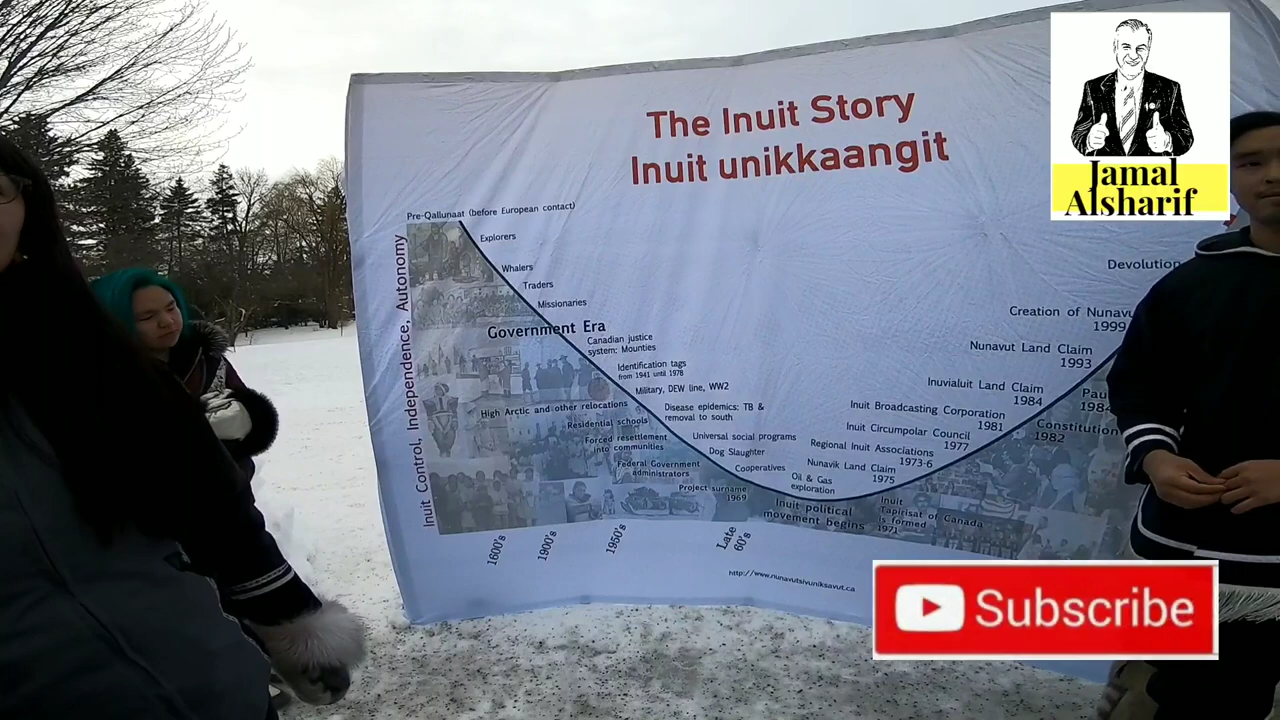 The Inuit Story
Inuit unikkaangit
Jamal
Alsharif
Pre-Qallunaat (before European contact)
Inuit Control, Independence, Autonomy
Explorers
Whalers
Traders
Missionaries
Government Era
Canadian justice
system: Mounties
Identification tags
from 1941 until 1978
Military, DEW line, WW2
High Arctic and other relocations
Disease epidemics: TB &
removal to south
Residential schools
Forced resettlement
into communities
Universal social programs
Dog Slaughter
Federal Government
administrators
Cooperatives
Project surname
1969
Oil & Gas
exploration
Inuit political
movement begins
Inuit
Tapirisat of Canada
is formed
1971
Nunavik Land Claim
1975
Regional Inuit Associations
1973-6
Inuit Circumpolar Council
1977
Inuit Broadcasting Corporation
1981
Inuvialuit Land Claim
1984
Nunavut Land Claim
1993
Creation of Nunavu
1999
Devolution
Pau
1984
Constitution
1982
1600's
1900's
1950's
Late
60's
http://www.nunavutsivuniksavut.ca
Subscribe